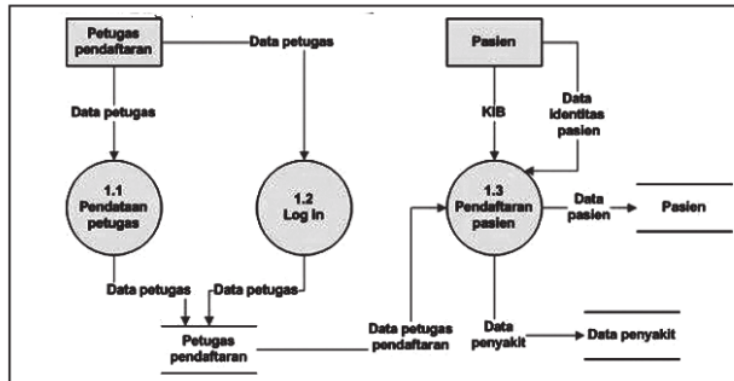 Petugas
pendaftaran
Data petugas
Pasien
Data petugas
KIB
Data
identitas
pasien
1.1
Pendataan
petugas
1.2
Log in
1.3
Pendaftaran
pasien
Data
pasien
Pasien
Data petugas
Data petugas
Petugas
pendaftaran
Data petugas
pendaftaran
Data
penyakit
Data penyakit